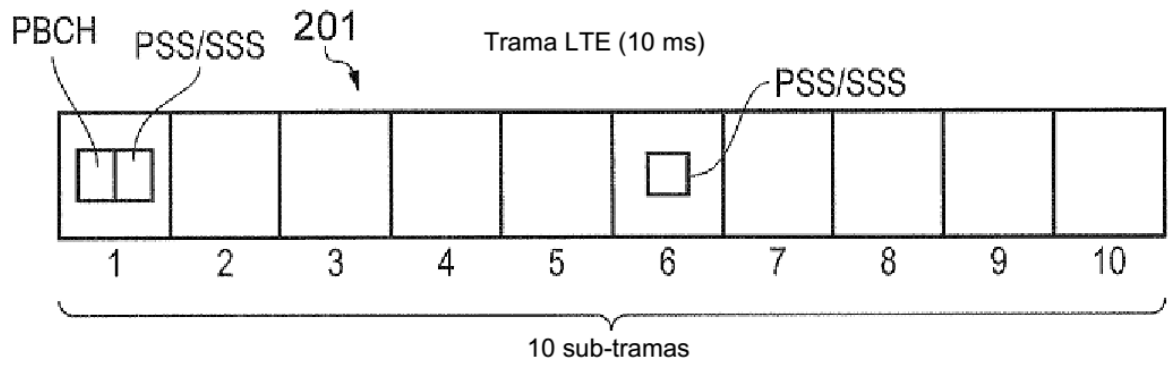 PBCH
PSS/SSS
201
Trama LTE (10 ms)
PSS/SSS
1 2 3 4 5 6 7 8 9 10
10 sub-tramas